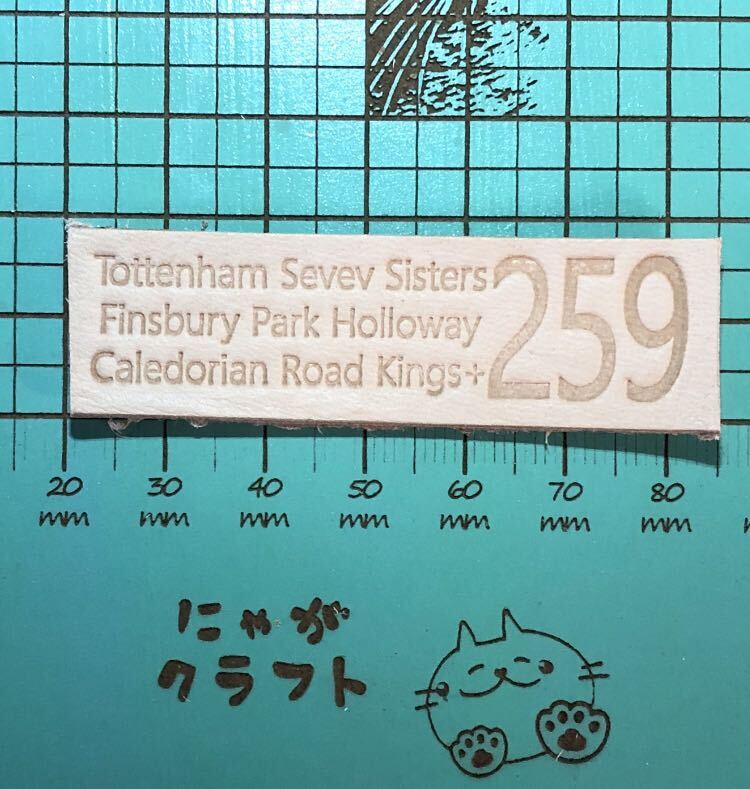 Tottenham Sevev Sisters
Finsbury Park Holloway
Caledorian Road Kings+
259
20 30 40 50 60 70 80
mm mm mm mm mm mm mm
にゃが
クラフト